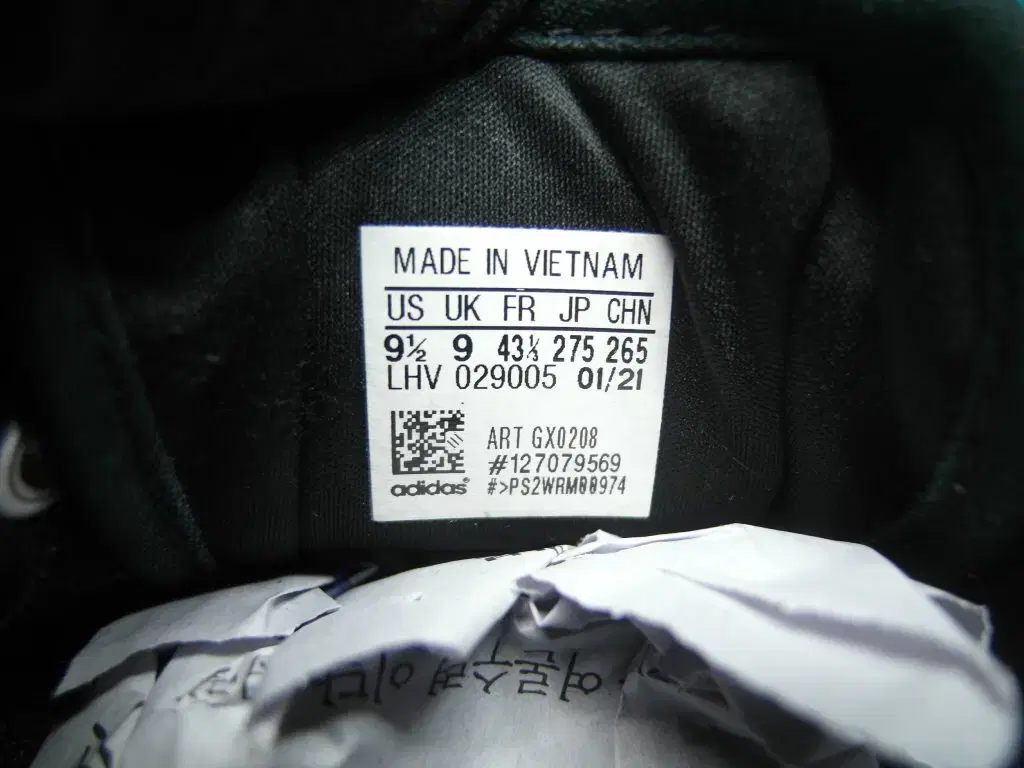 MADE IN VIETNAM
US UK FR JP CHN
9½ 9 43⅓ 275 265
LHV 029005 01/21
ART GX0208
#127079569
adidas® #>PS2WRM00974